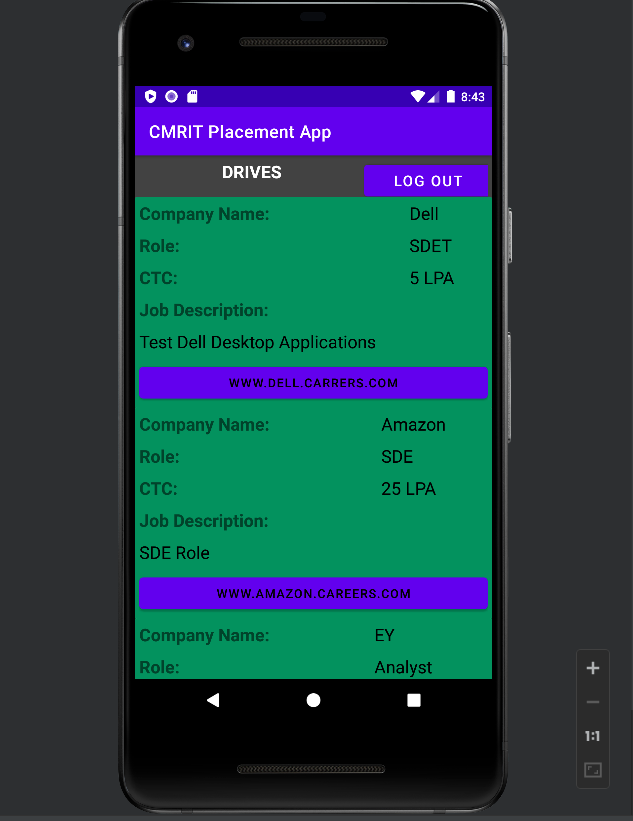 8:43
CMRIT Placement App
DRIVES
LOG OUT
Company Name: Dell
Role: SDET
CTC: 5 LPA
Job Description:
Test Dell Desktop Applications
WWW.DELL.CARRERS.COM
Company Name: Amazon
Role: SDE
CTC: 25 LPA
Job Description:
SDE Role
WWW.AMAZON.CAREERS.COM
Company Name: EY
Role: Analyst
1:1